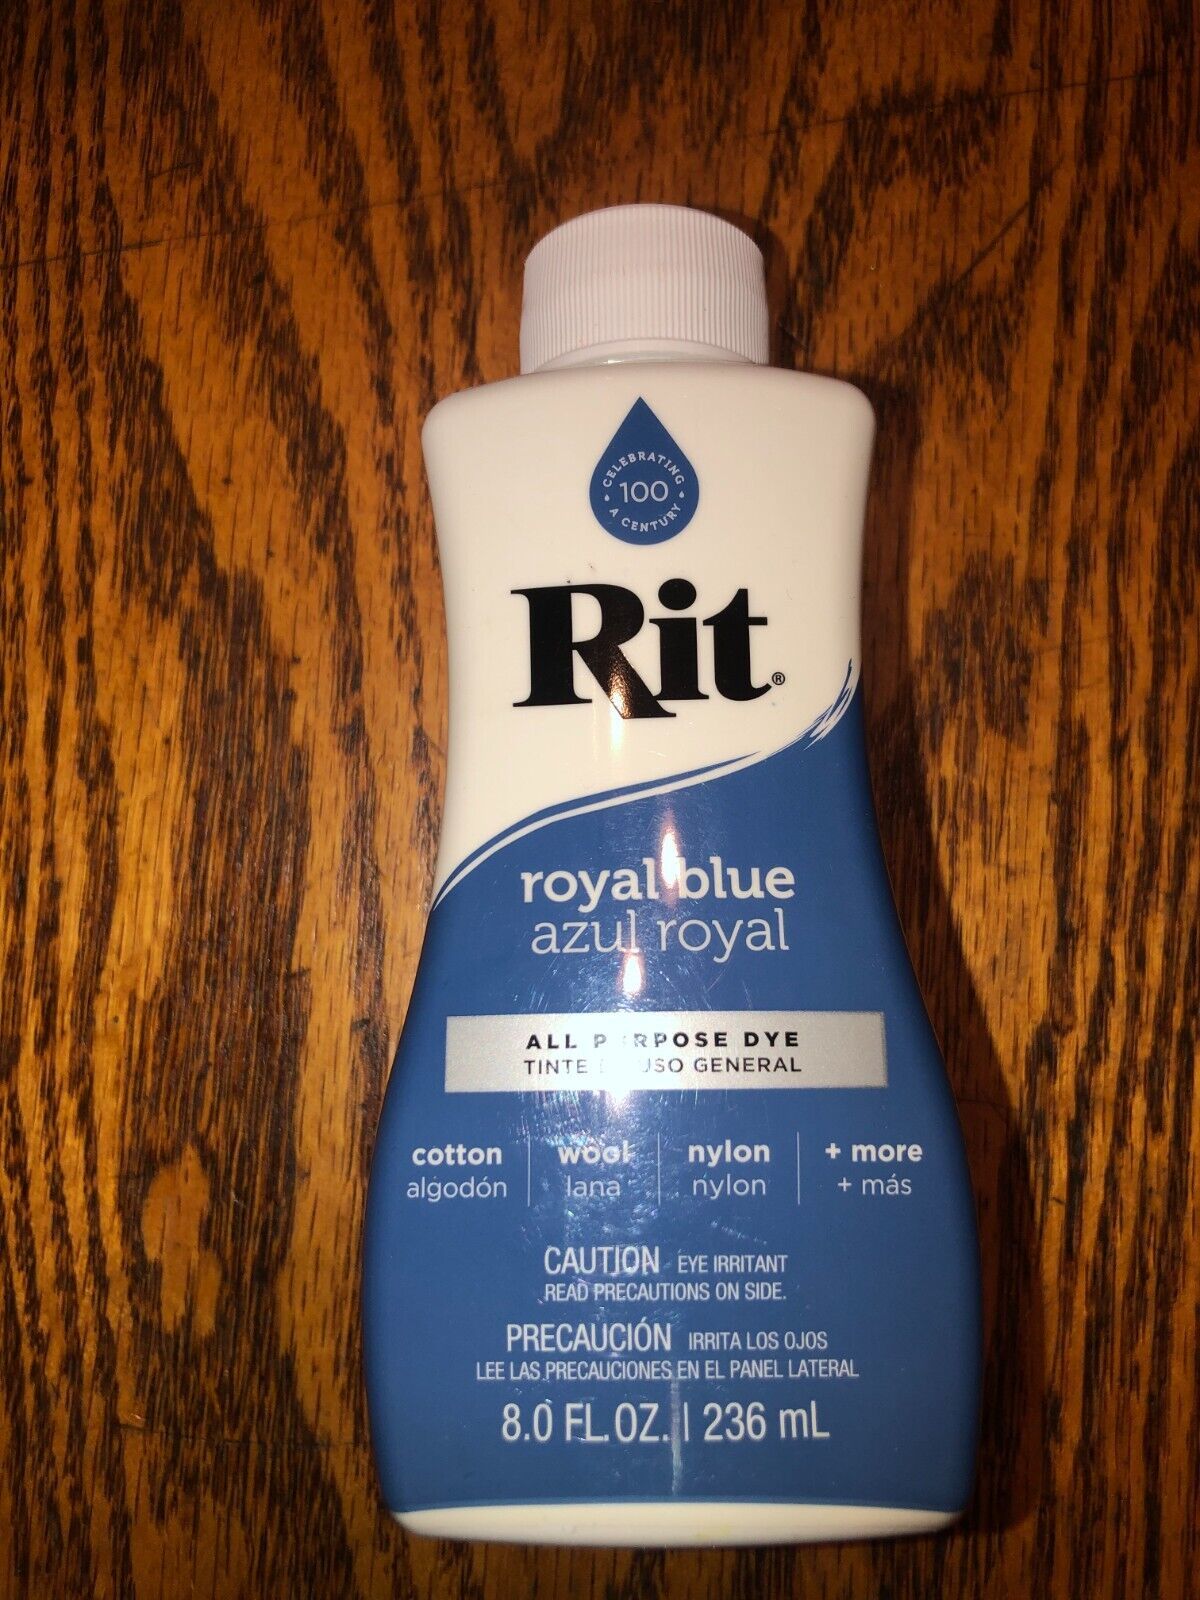 CELEBRATING
100
A CENTURY
Rit®
royal blue
azul royal
ALL PURPOSE DYE
TINTE USO GENERAL
cotton | wool | nylon | + more
algodón | lana | nylon | + más
CAUTION EYE IRRITANT
READ PRECAUTIONS ON SIDE.
PRECAUCIÓN IRRITA LOS OJOS
LEE LAS PRECAUCIONES EN EL PANEL LATERAL
8.0 FL.OZ. | 236 mL